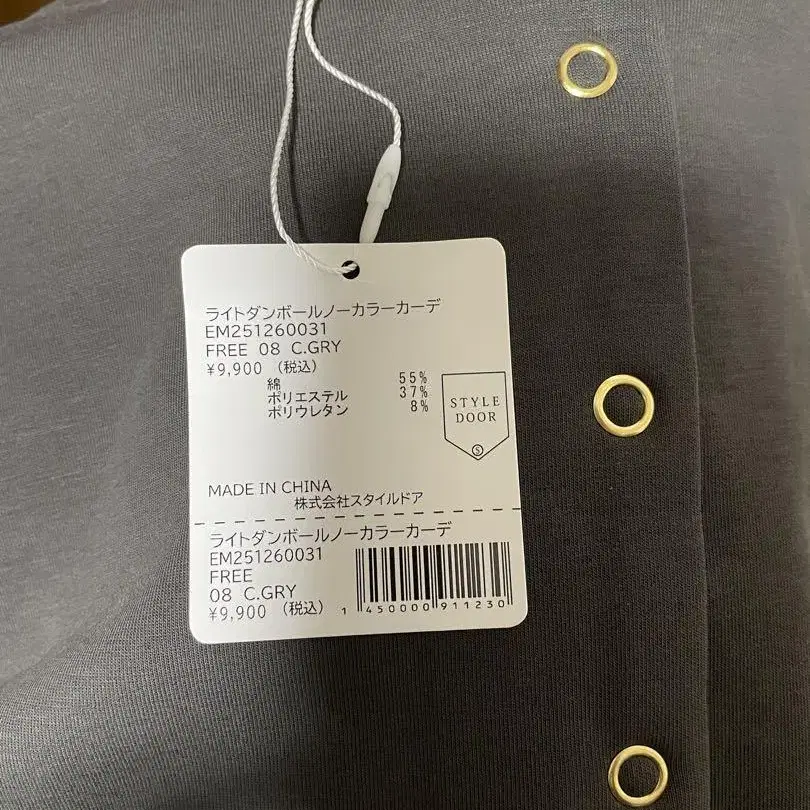 ライトダンボールノーカラーカーデ
EM251260031
FREE 08 C.GRY
¥9,900 (税込)
綿 55%
ポリエステル 37%
ポリウレタン 8%
STYLE
DOOR
S
MADE IN CHINA
株式会社スタイルドア
ライトダンボールノーカラーカーデ
EM251260031
FREE
08 C.GRY
¥9,900 (税込)
1 450000 911230